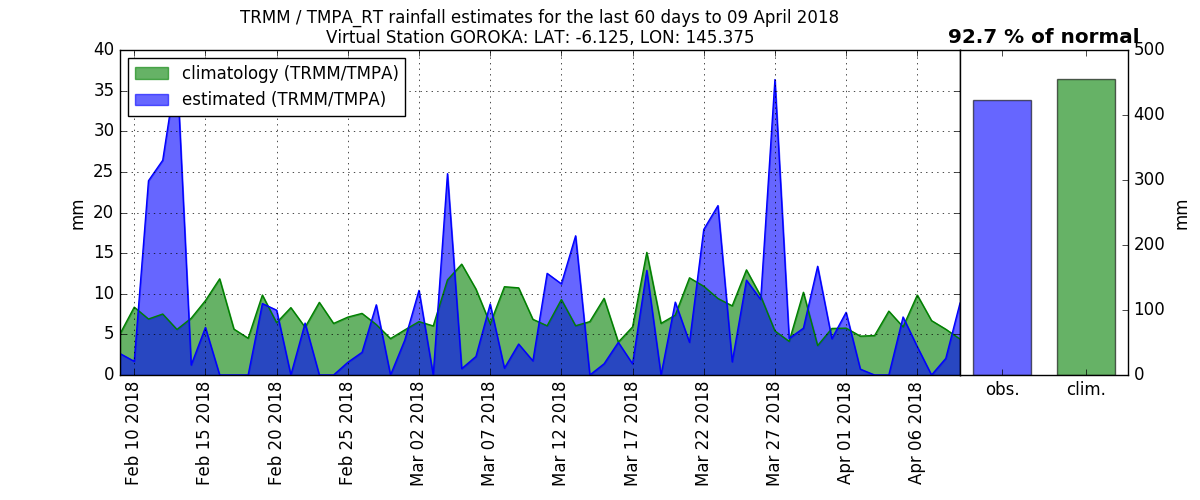 TRMM / TMPA_RT rainfall estimates for the last 60 days to 09 April 2018
Virtual Station GOROKA: LAT: -6.125, LON: 145.375
92.7 % of normal
climatology (TRMM/TMPA)
estimated (TRMM/TMPA)
40
35
30
25
20
15
10
5
0
mm
Feb 10 2018
Feb 15 2018
Feb 20 2018
Feb 25 2018
Mar 02 2018
Mar 07 2018
Mar 12 2018
Mar 17 2018
Mar 22 2018
Mar 27 2018
Apr 01 2018
Apr 06 2018
500
400
300
200
100
0
mm
obs.
clim.